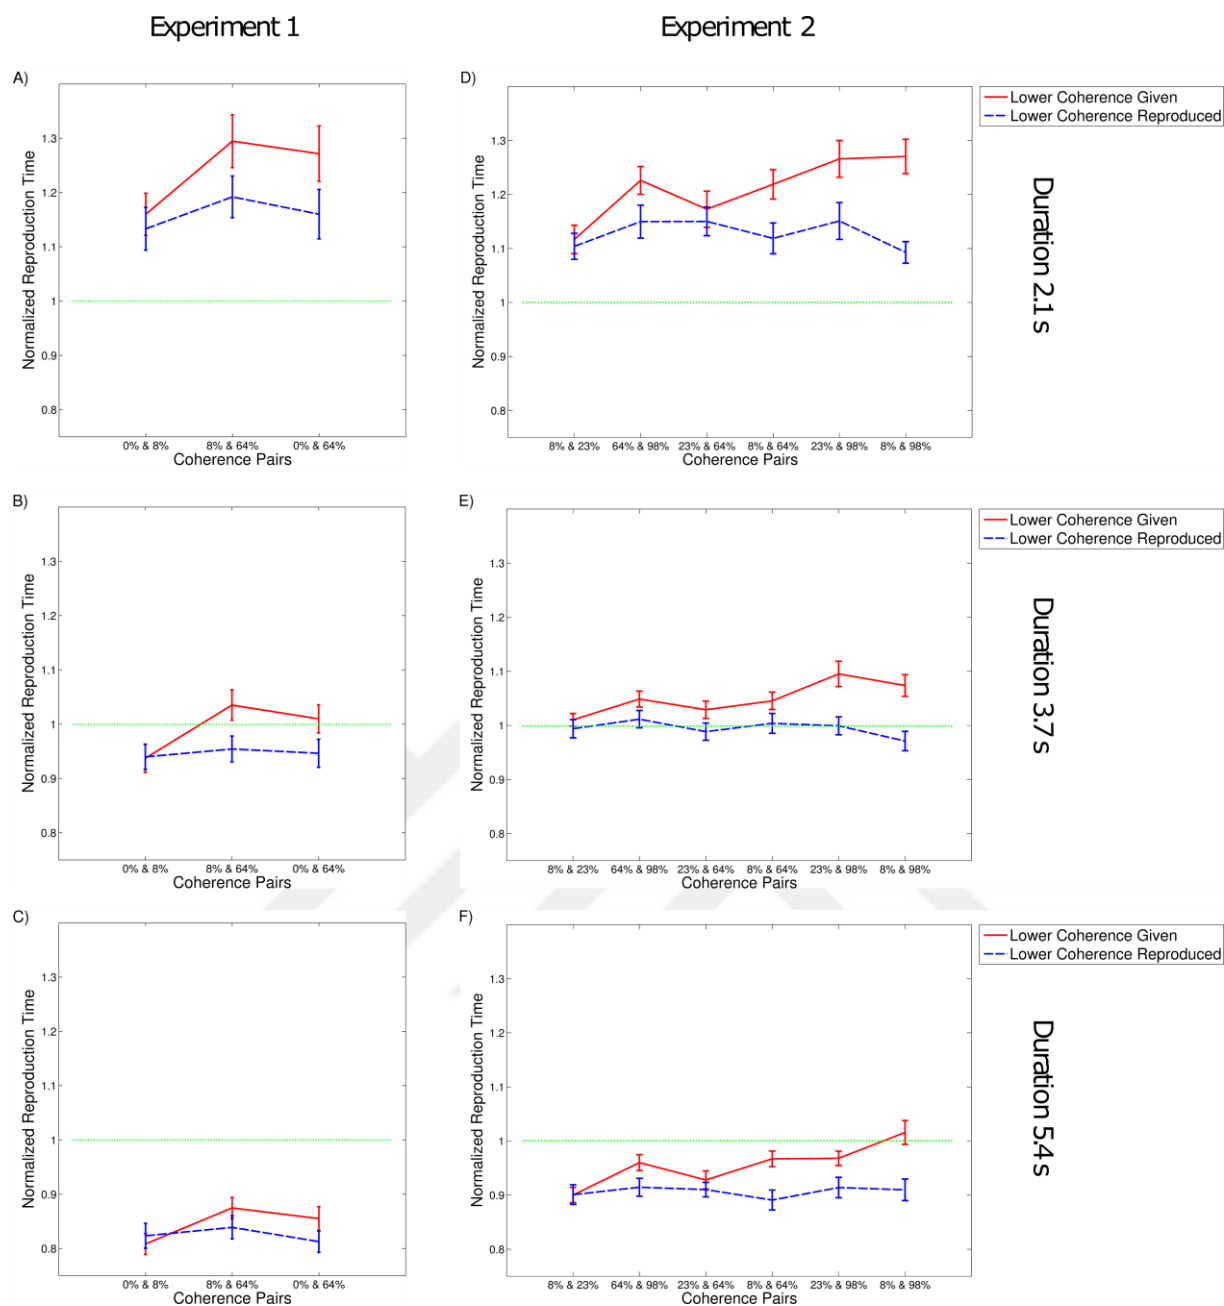 Experiment 1
Experiment 2
A)
Normalized Reproduction Time
1.3
1.2
1.1
1
0.9
0.8
0% & 8%
8% & 64%
0% & 64%
Coherence Pairs
D)
Normalized Reproduction Time
1.3
1.2
1.1
1
0.9
0.8
8% & 23%
64% & 98%
23% & 64%
8% & 64%
23% & 98%
8% & 98%
Coherence Pairs
Lower Coherence Given
Lower Coherence Reproduced
Duration 2.1 s
B)
Normalized Reproduction Time
1.3
1.2
1.1
1
0.9
0.8
0% & 8%
8% & 64%
0% & 64%
Coherence Pairs
E)
Normalized Reproduction Time
1.3
1.2
1.1
1
0.9
0.8
8% & 23%
64% & 98%
23% & 64%
8% & 64%
23% & 98%
8% & 98%
Coherence Pairs
Lower Coherence Given
Lower Coherence Reproduced
Duration 3.7 s
C)
Normalized Reproduction Time
1.3
1.2
1.1
1
0.9
0.8
0% & 8%
8% & 64%
0% & 64%
Coherence Pairs
F)
Normalized Reproduction Time
1.3
1.2
1.1
1
0.9
0.8
8% & 23%
64% & 98%
23% & 64%
8% & 64%
23% & 98%
8% & 98%
Coherence Pairs
Lower Coherence Given
Lower Coherence Reproduced
Duration 5.4 s